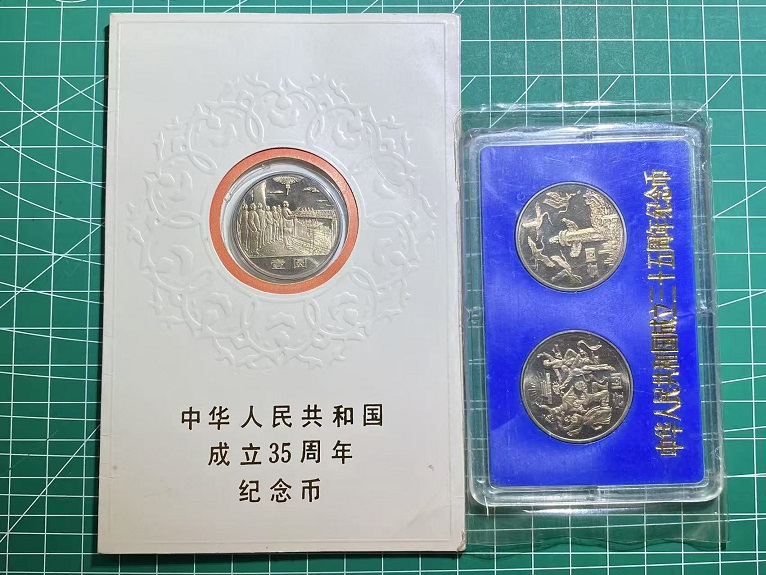 壹圆
中华人民共和国
成立35周年
纪念币
中华人民共和国成立三十五周年纪念币